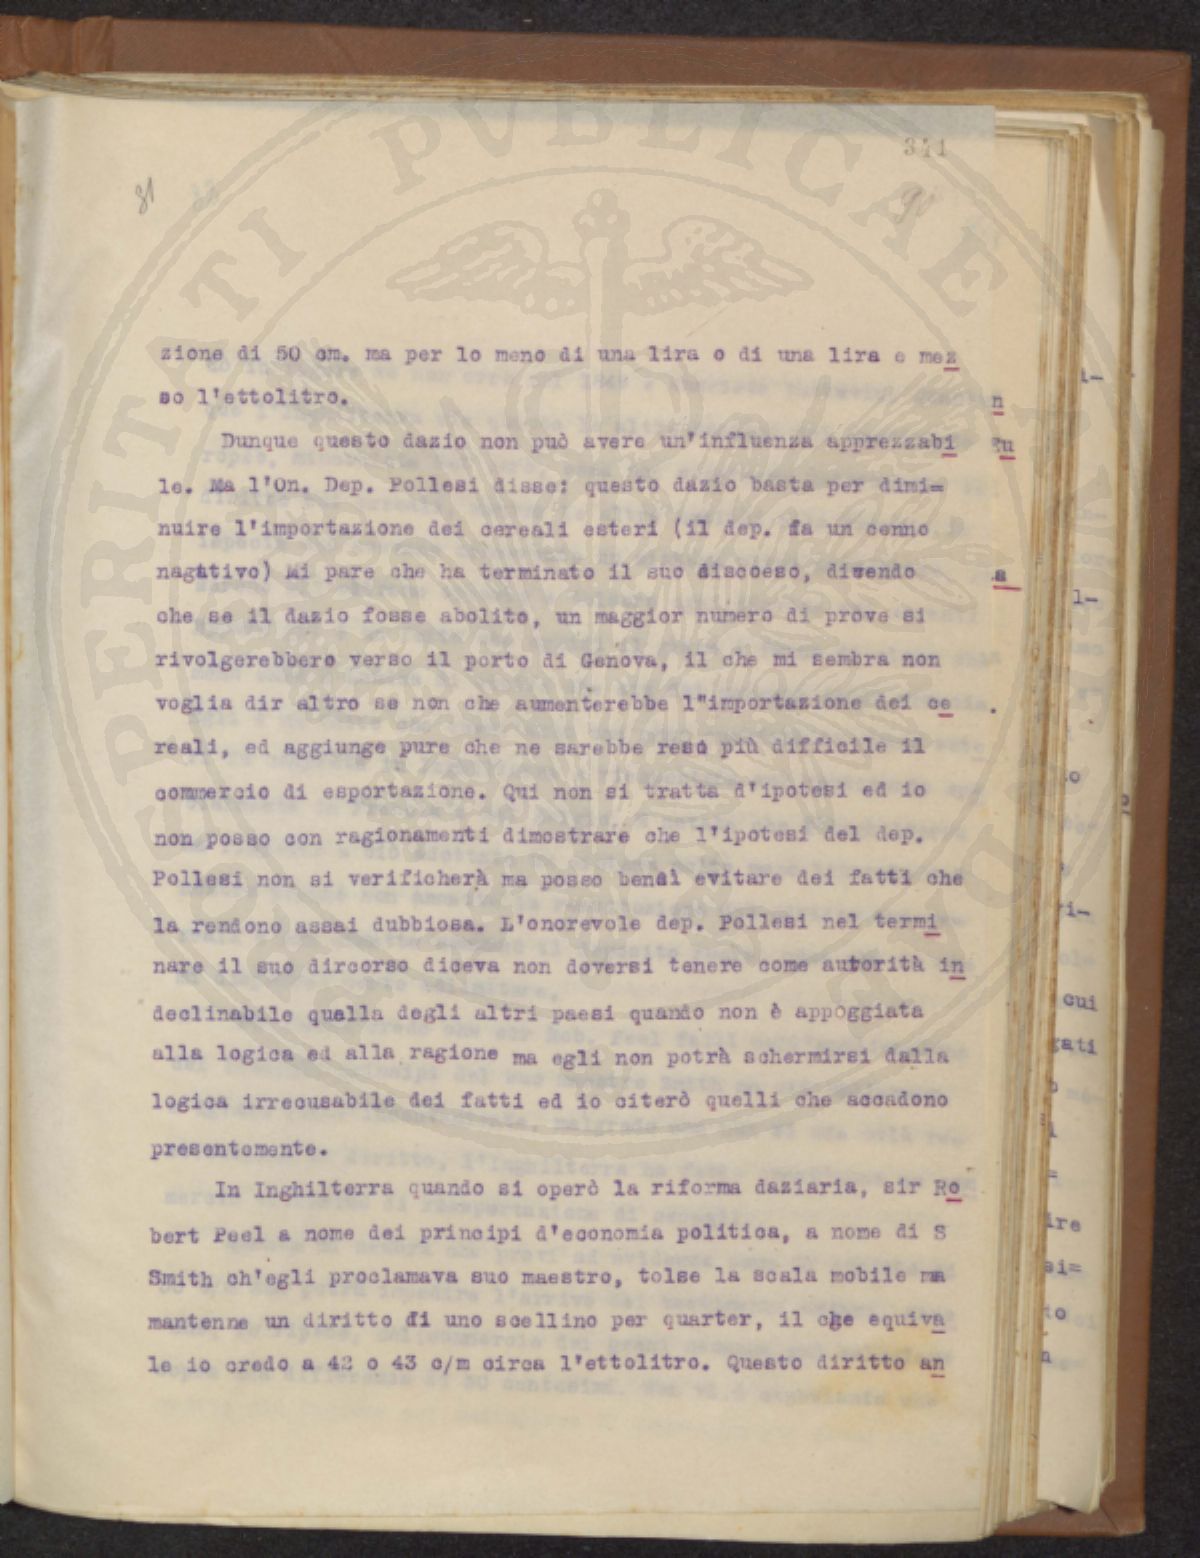 341
81
90
zione di 50 cm. ma per lo meno di una lira o di una lira e mez
so l'ettolitro.
Dunque questo dazio non può avere un'influenza apprezzabi
le. Ma l'On. Dep. Pollesi disse: questo dazio basta per dimi=
nuire l'importazione dei cereali esteri (il dep. fa un cenno
nagativo) Mi pare che ha terminato il suo discoeso, divendo
che se il dazio fosse abolito, un maggior numero di prove si
rivolgerebbero verso il porto di Genova, il che mi sembra non
voglia dir altro se non che aumenterebbe l"importazione dei ce
reali, ed aggiunge pure che ne sarebbe reso più difficile il
commercio di esportazione. Qui non si tratta d'ipotesi ed io
non posso con ragionamenti dimostrare che l'ipotesi del dep.
Pollesi non si verificherà ma posso bensì evitare dei fatti che
la rendono assai dubbiosa. L'onorevole dep. Pollesi nel termi
nare il suo dircorso diceva non doversi tenere come autorità in
declinabile qualla degli altri paesi quando non è appoggiata
alla logica ed alla ragione ma egli non potrà schermirsi dalla
logica irrecusabile dei fatti ed io citerò quelli che accadono
presentemente.
In Inghilterra quando si operò la riforma daziaria, sir Ro
bert Peel a nome dei principi d'economia politica, a nome di S
Smith ch'egli proclamava suo maestro, tolse la scala mobile ma
mantenne un diritto di uno scellino per quarter, il che equiva
le io credo a 42 o 43 c/m circa l'ettolitro. Questo diritto an